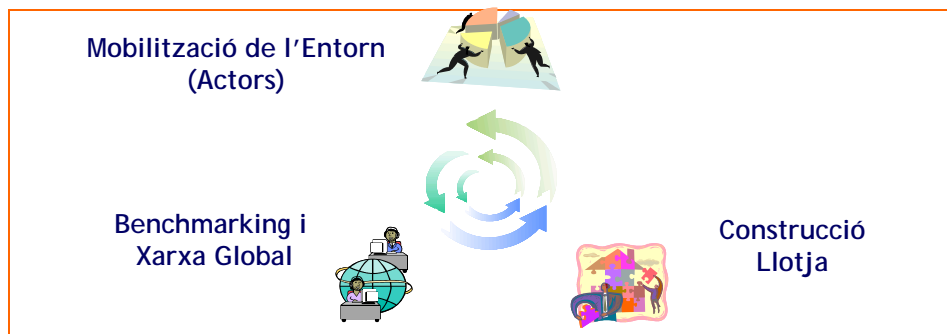 Mobilització de l'Entorn
(Actors)
Benchmarking i
Xarxa Global
Construcció
Llotja